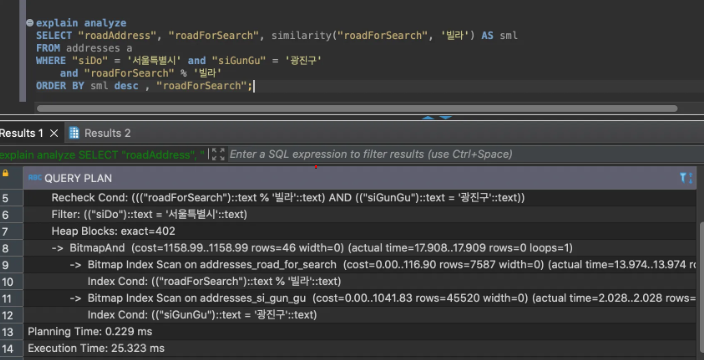 explain analyze
SELECT "roadAddress", "roadForSearch", similarity("roadForSearch", '빌라') AS sml
FROM addresses a
WHERE "siDo" = '서울특별시' and "siGunGu" = '광진구'
and "roadForSearch" % '빌라'
ORDER BY sml desc , "roadForSearch";
Results 1 Results 2
explain analyze SELECT "roadAddress", " Enter a SQL expression to filter results (use Ctrl+Space)
ABC QUERY PLAN
5 Recheck Cond: ((("roadForSearch")::text % '빌라'::text) AND (("siGunGu")::text = '광진구'::text))
6 Filter: (("siDo")::text = '서울특별시'::text)
7 Heap Blocks: exact=402
8 -> BitmapAnd (cost=1158.99..1158.99 rows=46 width=0) (actual time=17.908..17.909 rows=0 loops=1)
9 -> Bitmap Index Scan on addresses_road_for_search (cost=0.00..116.90 rows=7587 width=0) (actual time=13.974..13.974 ro
10 Index Cond: (("roadForSearch")::text % '빌라'::text)
11 -> Bitmap Index Scan on addresses_si_gun_gu (cost=0.00..1041.83 rows=45520 width=0) (actual time=2.028..2.028 rows=
12 Index Cond: (("siGunGu")::text = '광진구'::text)
13 Planning Time: 0.229 ms
14 Execution Time: 25.323 ms